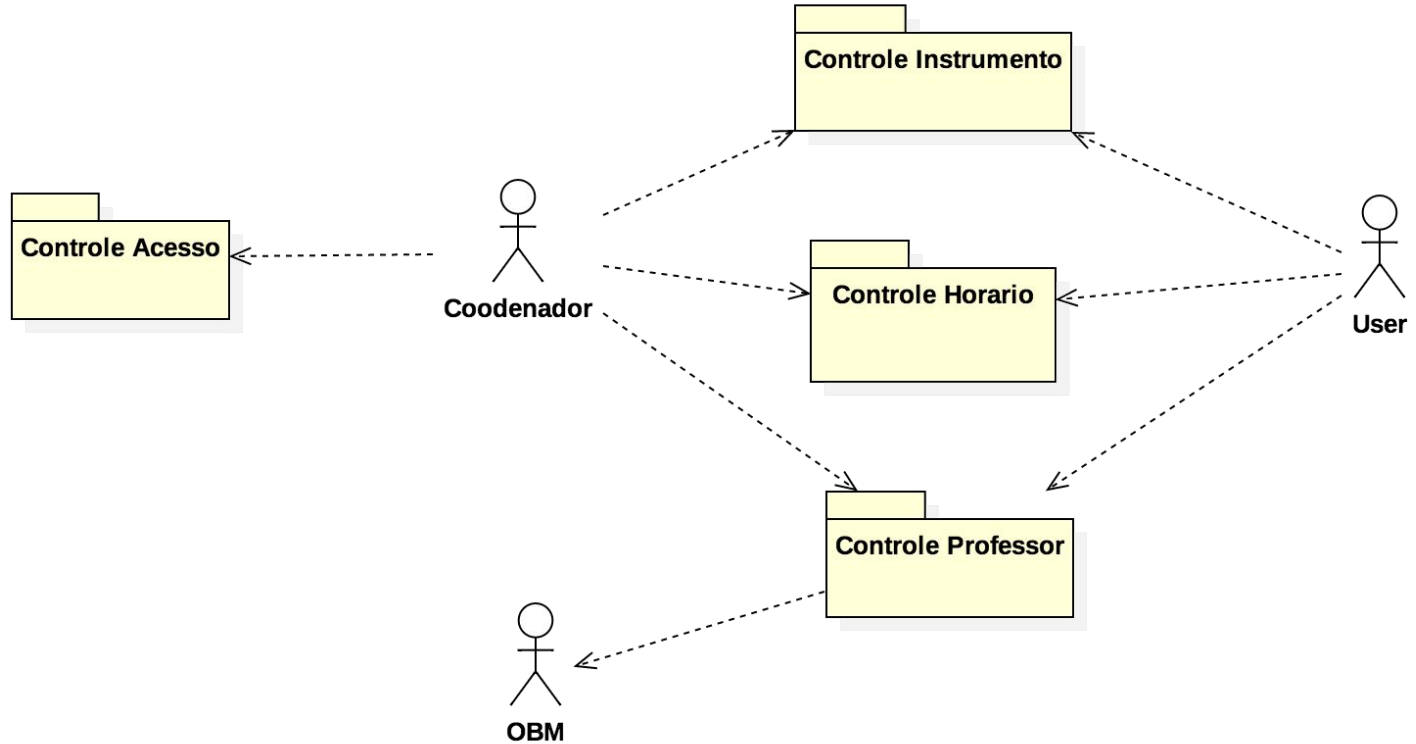 Controle Instrumento
Controle Acesso
Coodenador
Controle Horario
User
Controle Professor
OBM